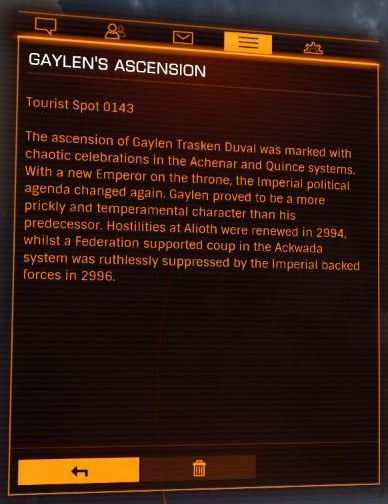 GAYLEN'S ASCENSION
Tourist Spot 0143
The ascension of Gaylen Trasken Duval was marked with
chaotic celebrations in the Achenar and Quince systems.
With a new Emperor on the throne, the Imperial political
agenda changed again. Gaylen proved to be a more
prickly and temperamental character than his
predecessor. Hostilities at Alioth were renewed in 2994,
whilst a Federation supported coup in the Ackwada
system was ruthlessly suppressed by the Imperial backed
forces in 2996.